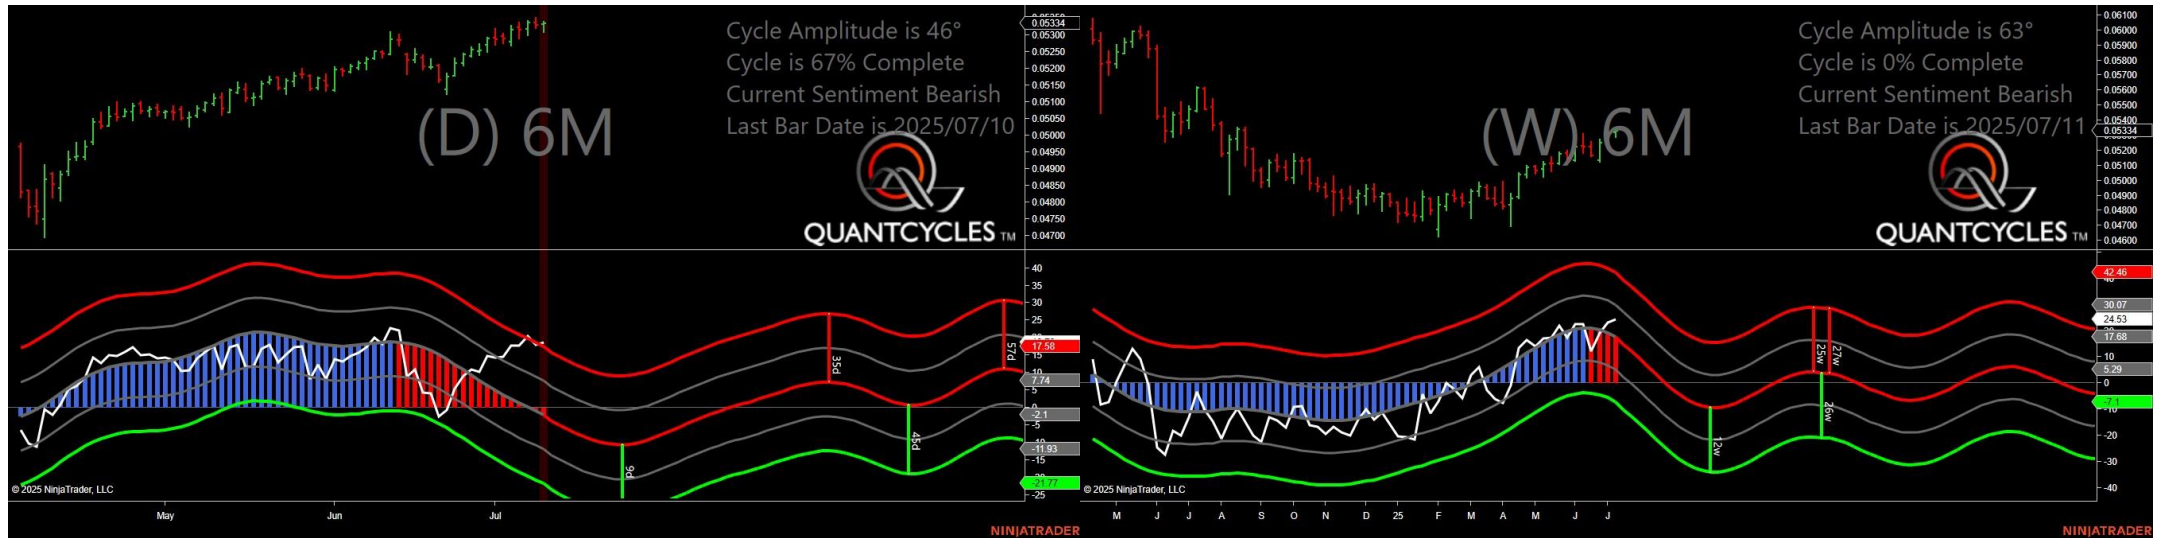 Cycle Amplitude is 46°
Cycle is 67% Complete
Current Sentiment Bearish
Last Bar Date is 2025/07/10
(D) 6M
QUANTCYCLES TM
0.05334
0.05300
0.05250
0.05200
0.05150
0.05100
0.05050
0.05000
0.04950
0.04900
0.04850
0.04800
0.04750
0.04700
40
35
30
25
17.58
15
10
7.74
5
0
-2.1
-5
-11.93
-15
-21.77
-25
9d
35d
45d
57d
© 2025 NinjaTrader, LLC
May
Jun
Jul
NINJATRADER
Cycle Amplitude is 63°
Cycle is 0% Complete
Current Sentiment Bearish
Last Bar Date is 2025/07/11
(W) 6M
QUANTCYCLES TM
0.06100
0.06000
0.05900
0.05800
0.05700
0.05600
0.05500
0.05400
0.05334
0.05200
0.05100
0.05000
0.04900
0.04800
0.04700
0.04600
42.46
30.07
24.53
17.68
10
5.29
0
-7.1
-10
-20
-30
-40
12w
25w
27w
26w
© 2025 NinjaTrader, LLC
M
J
J
A
S
O
N
D
25
F
M
A
M
J
J
NINJATRADER